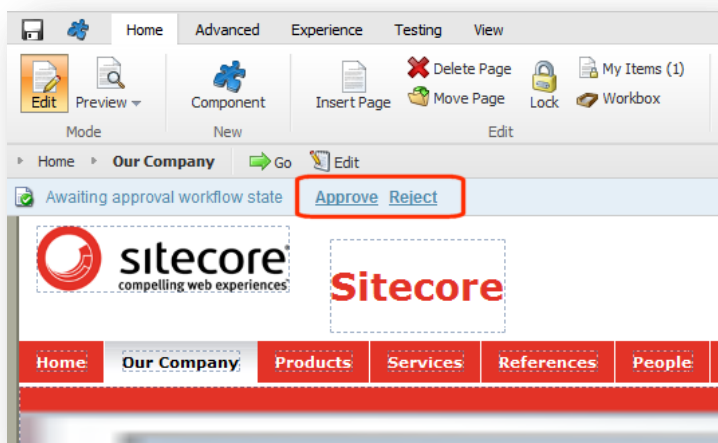 Home Advanced Experience Testing View
Edit Preview Component Insert Page Delete Page Move Page Lock My Items (1) Workbox
Mode New Edit
Home Our Company Go Edit
Awaiting approval workflow state Approve Reject
sitecore
compelling web experiences
Sitecore
Home Our Company Products Services References People